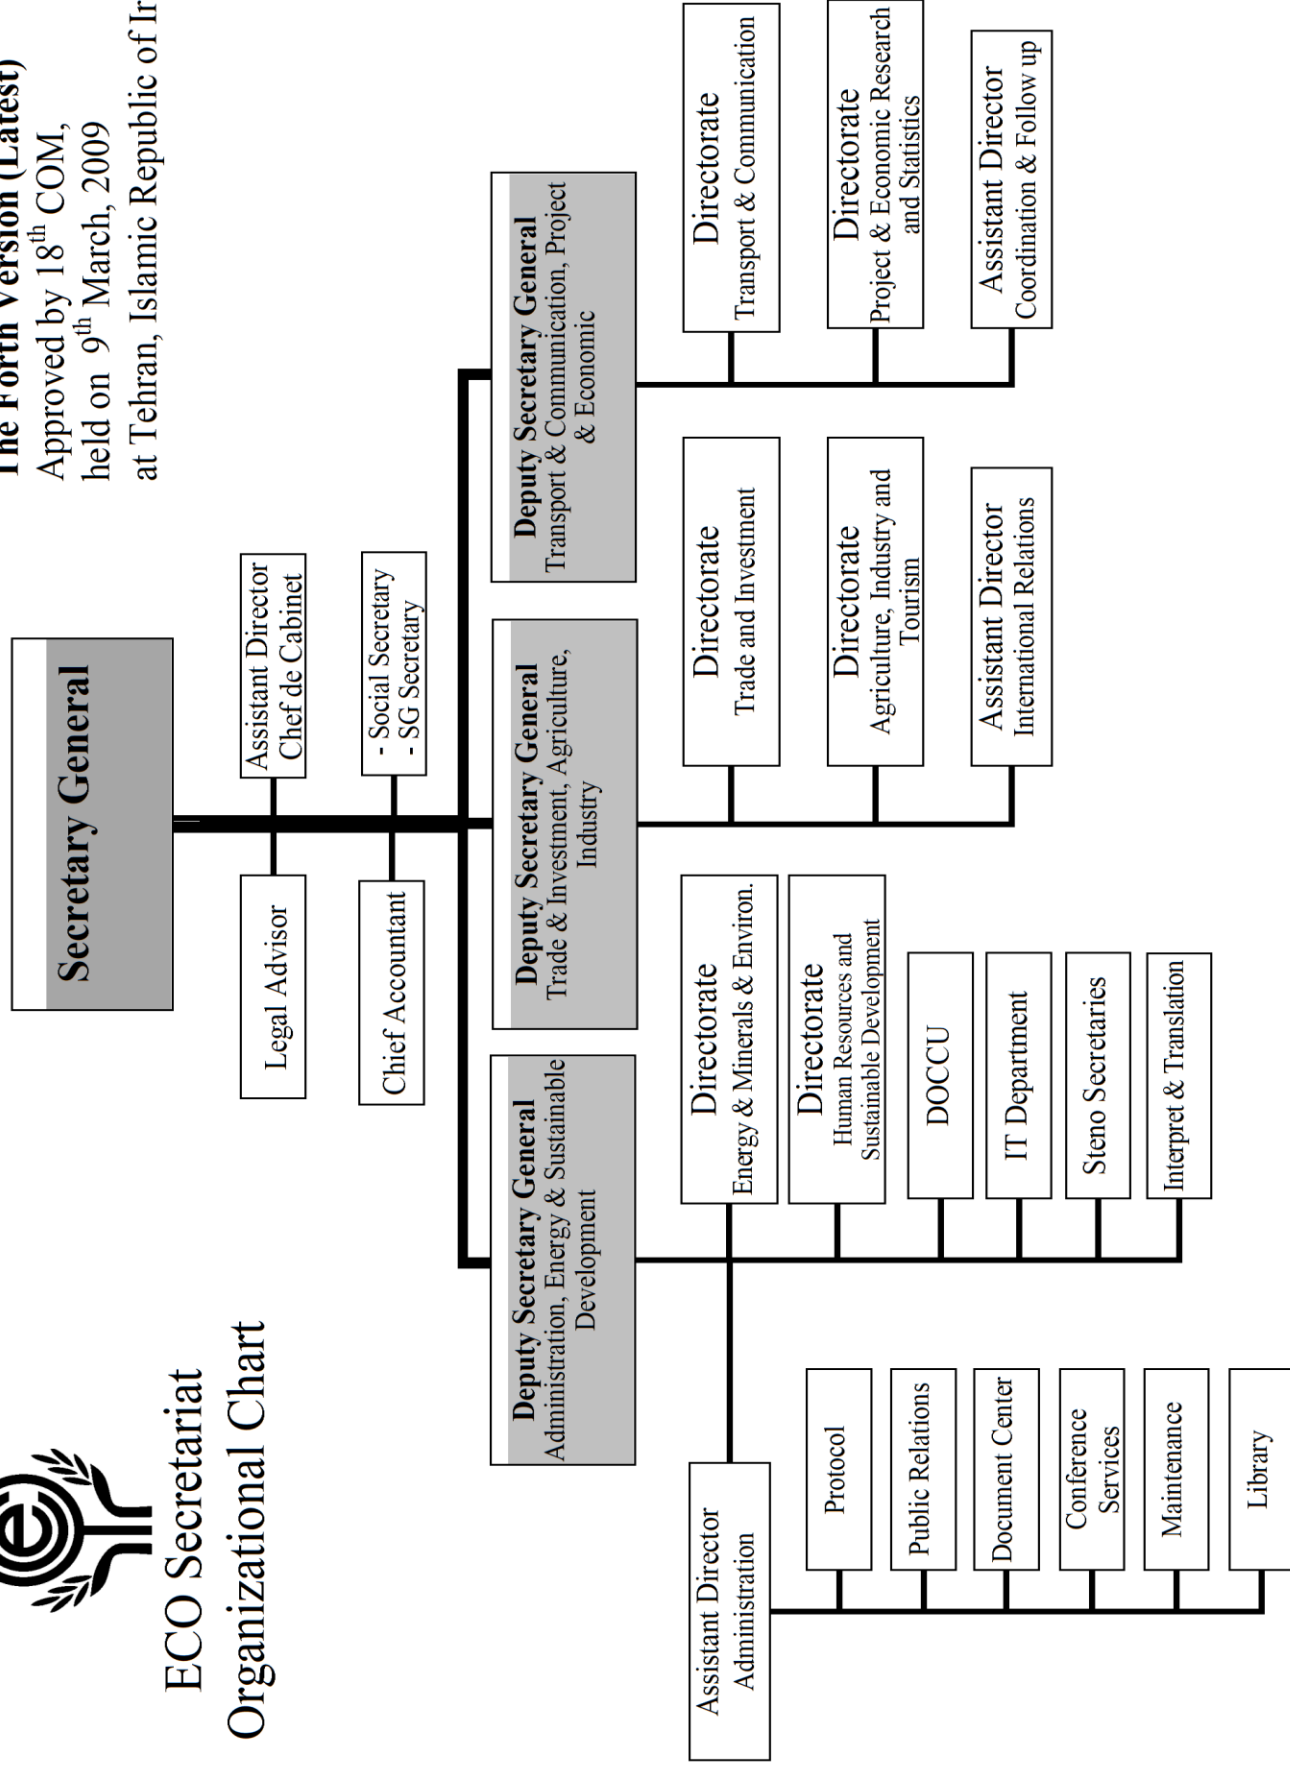 ECO Secretariat
Organizational Chart
The Forth Version (Latest)
Approved by 18th COM,
held on 9th March, 2009
at Tehran, Islamic Republic of Ir
Secretary General
Legal Advisor
Assistant Director
Chef de Cabinet
Chief Accountant
- Social Secretary
- SG Secretary
Deputy Secretary General
Administration, Energy & Sustainable
Development
Deputy Secretary General
Trade & Investment, Agriculture,
Industry
Deputy Secretary General
Transport & Communication, Project
& Economic
Assistant Director
Administration
Protocol
Public Relations
Document Center
Conference
Services
Maintenance
Library
Directorate
Energy & Minerals & Environ.
Directorate
Human Resources and
Sustainable Development
DOCCU
IT Department
Steno Secretaries
Interpret & Translation
Directorate
Trade and Investment
Directorate
Agriculture, Industry and
Tourism
Assistant Director
International Relations
Directorate
Transport & Communication
Directorate
Project & Economic Research
and Statistics
Assistant Director
Coordination & Follow up